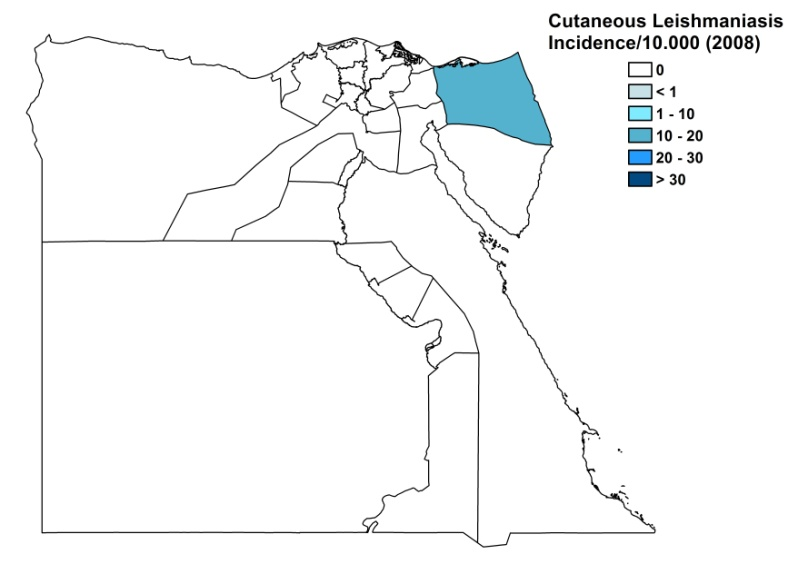 Cutaneous Leishmaniasis
Incidence/10.000 (2008)
0
< 1
1 - 10
10 - 20
20 - 30
> 30